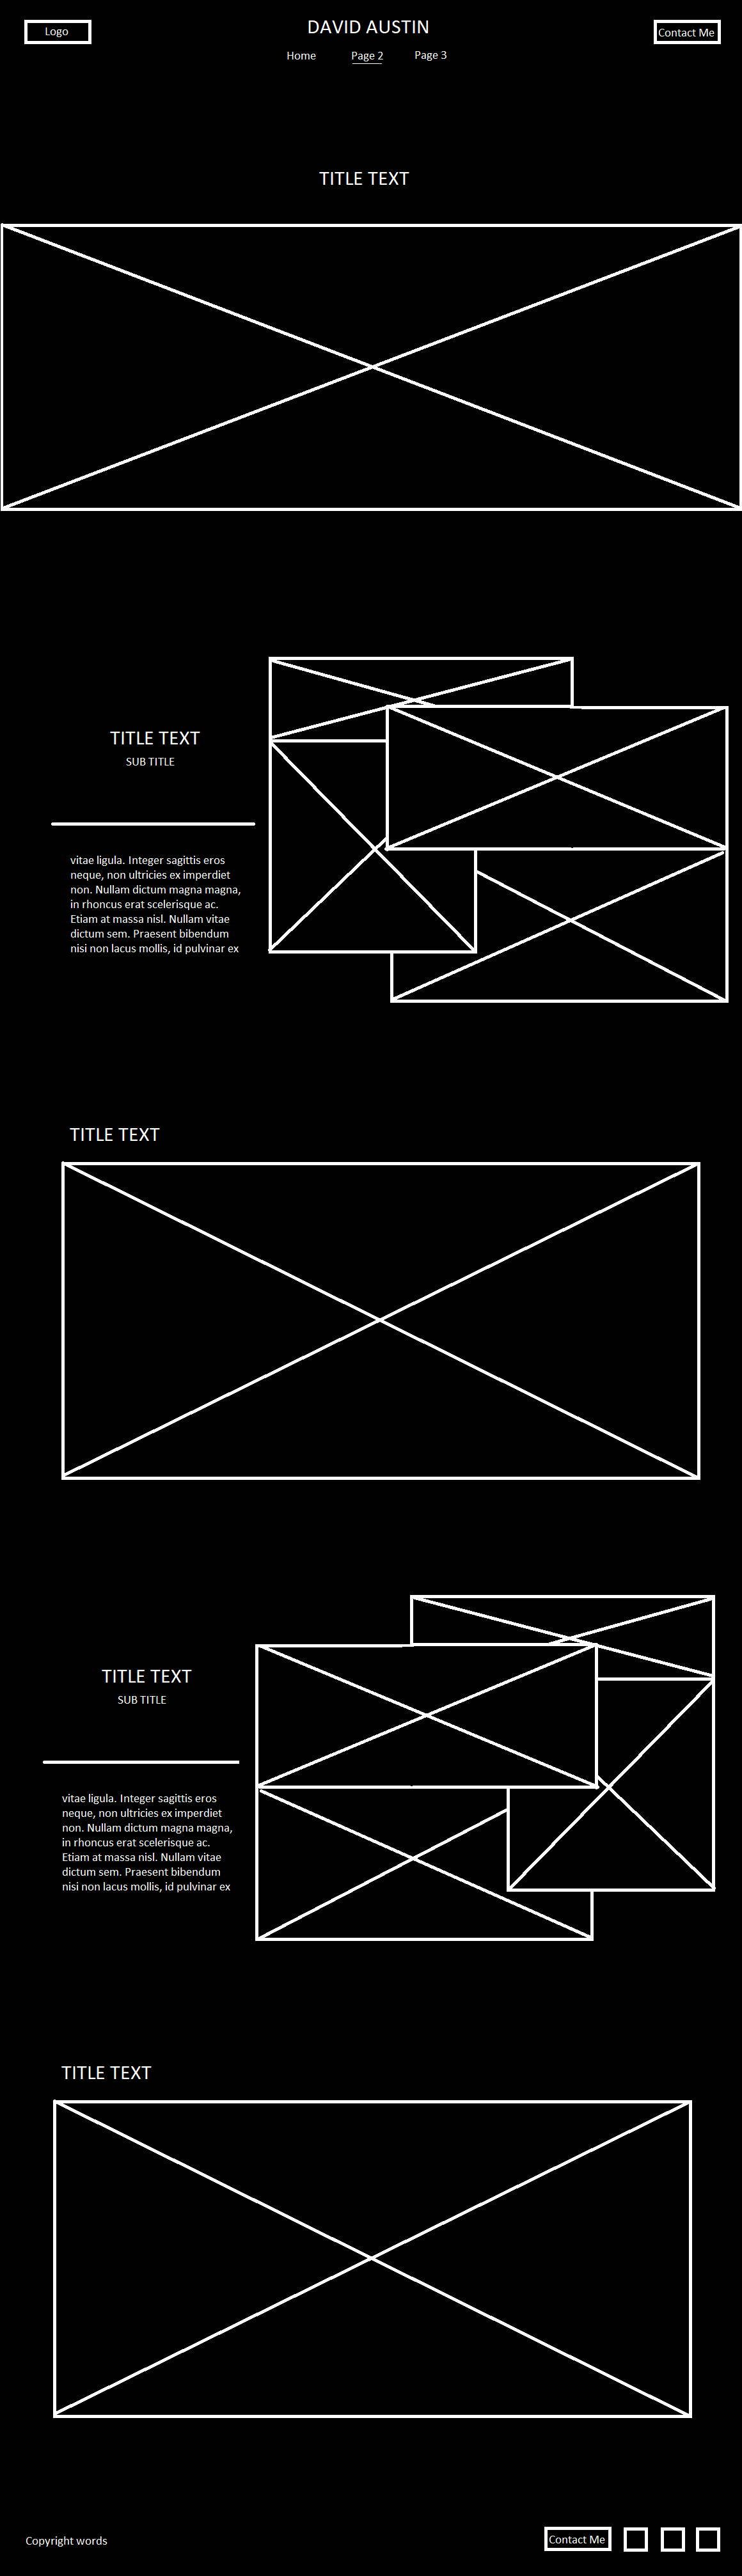 Logo
DAVID AUSTIN
Contact Me
Home
Page 2
Page 3
TITLE TEXT
TITLE TEXT
SUB TITLE
vitae ligula. Integer sagittis eros
neque, non ultricies ex imperdiet
non. Nullam dictum magna magna,
in rhoncus erat scelerisque ac.
Etiam at massa nisl. Nullam vitae
dictum sem. Praesent bibendum
nisi non lacus mollis, id pulvinar ex
TITLE TEXT
TITLE TEXT
SUB TITLE
vitae ligula. Integer sagittis eros
neque, non ultricies ex imperdiet
non. Nullam dictum magna magna,
in rhoncus erat scelerisque ac.
Etiam at massa nisl. Nullam vitae
dictum sem. Praesent bibendum
nisi non lacus mollis, id pulvinar ex
TITLE TEXT
Copyright words
Contact Me